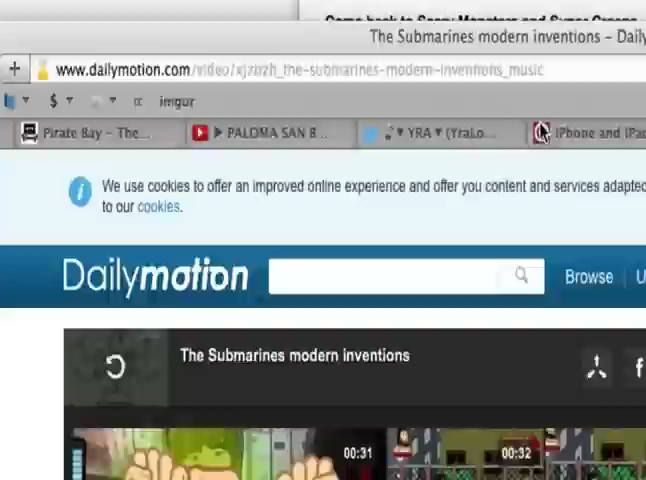 Come back to Scary Monsters and Super Creeps
The Submarines modern inventions – Daily
www.dailymotion.com/video/xjznzh_the-submarines-modern-inventions_music
$ imgur
Pirate Bay – The...
▶ PALOMA SAN B...
♥ YRA ♥ (YraLo...
iPhone and iPa
We use cookies to offer an improved online experience and offer you content and services adapted
to our cookies.
Dailymotion
Browse
U
The Submarines modern inventions
f
00:31
00:32